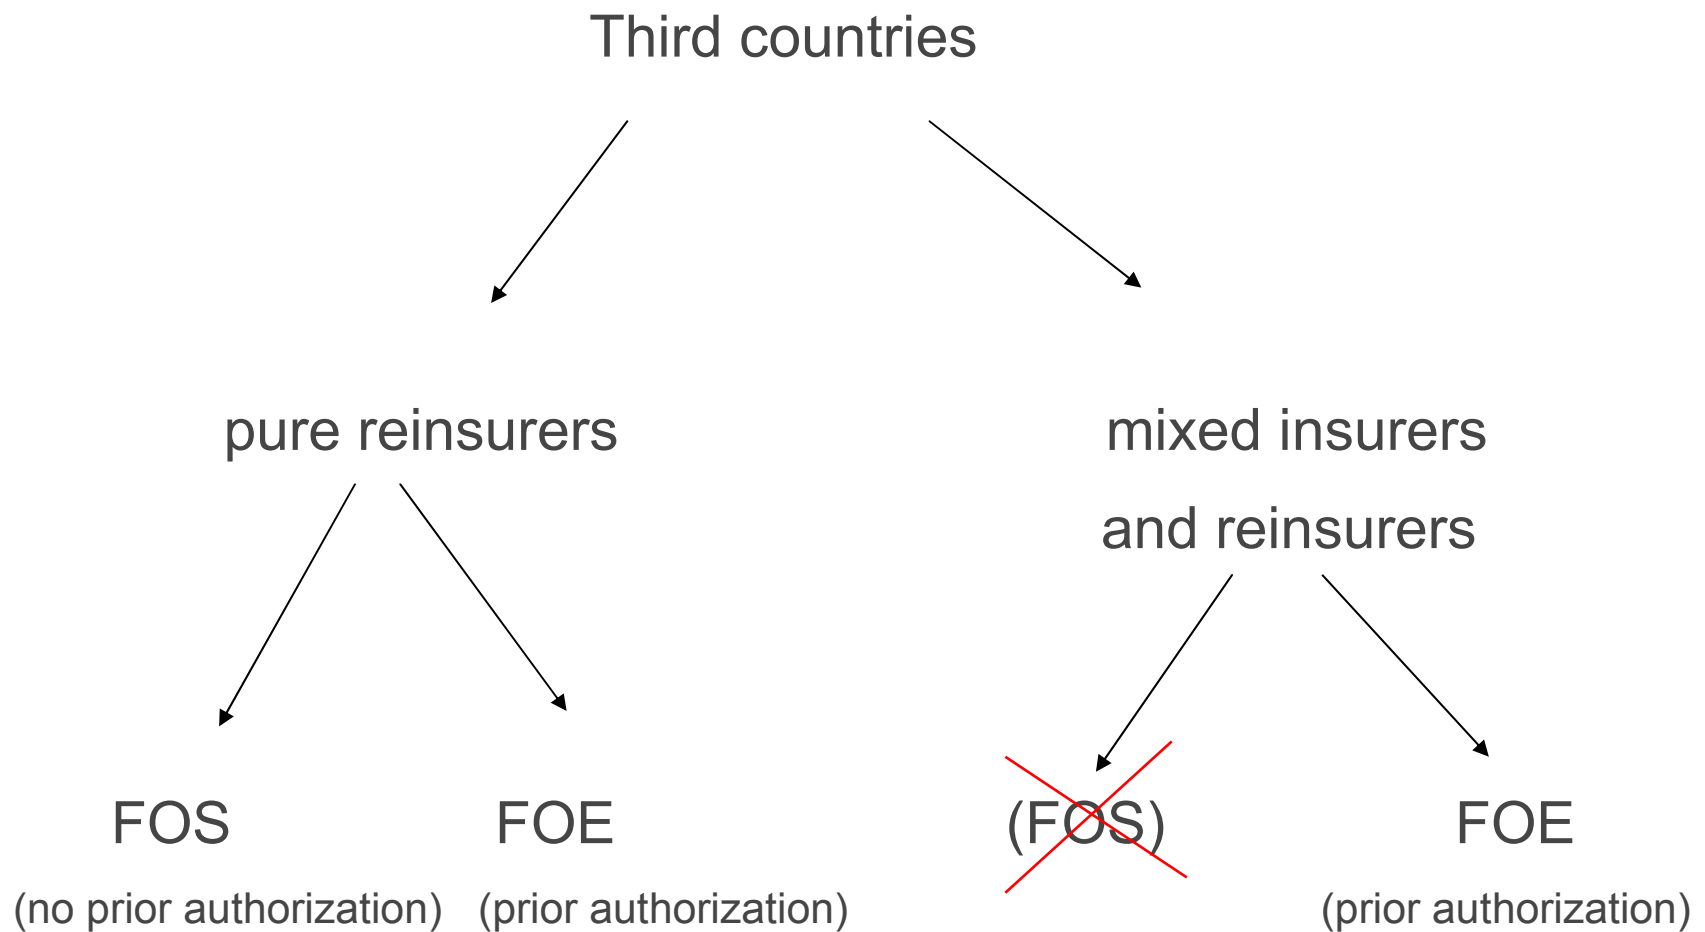 Third countries
pure reinsurers
mixed insurers
and reinsurers
FOS
FOE
(FOS)
FOE
(no prior authorization)
(prior authorization)
(prior authorization)